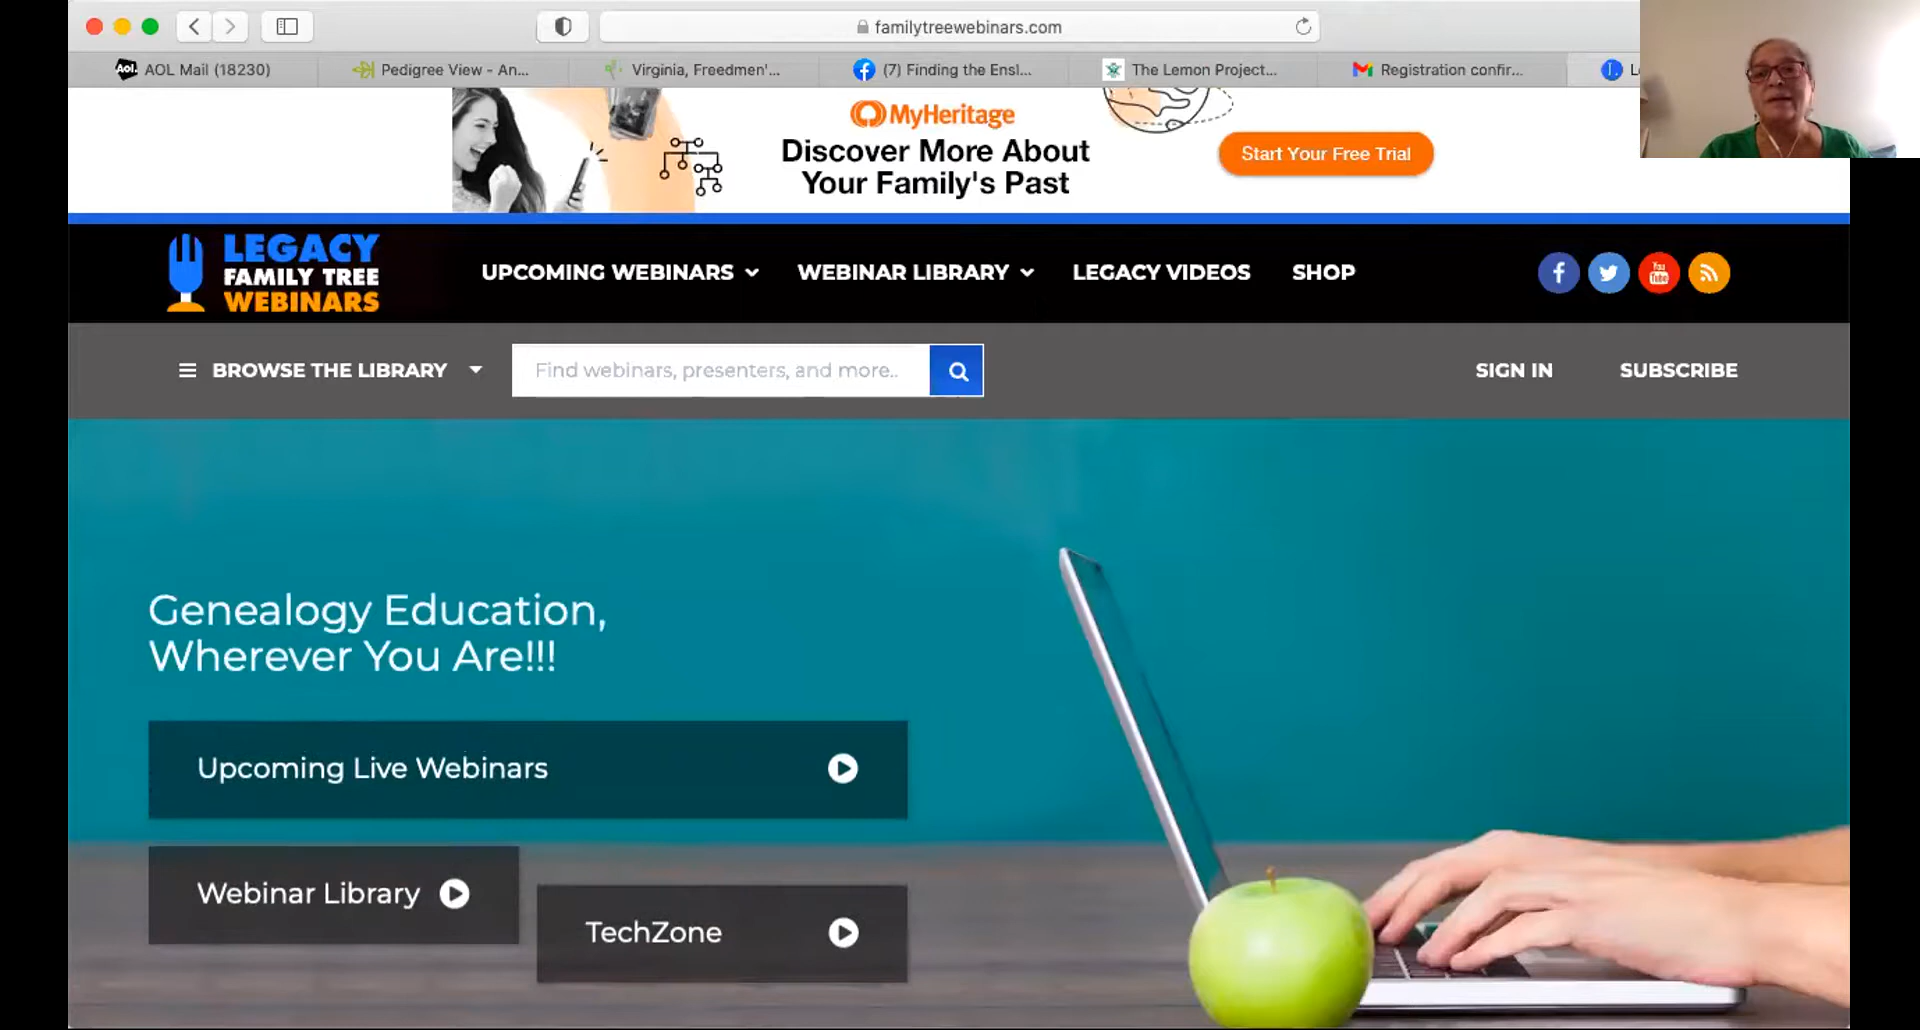 familytreewebinars.com
AOL Mail (18230)
Pedigree View - An...
Virginia, Freedmen'...
(7) Finding the Ensl...
The Lemon Project...
Registration confir...
Aol.
MyHeritage
Discover More About
Your Family's Past
Start Your Free Trial
LEGACY
FAMILY TREE
WEBINARS
UPCOMING WEBINARS
WEBINAR LIBRARY
LEGACY VIDEOS
SHOP
You
Tube
BROWSE THE LIBRARY
Find webinars, presenters, and more..
SIGN IN
SUBSCRIBE
Genealogy Education,
Wherever You Are!!!
Upcoming Live Webinars
Webinar Library
TechZone